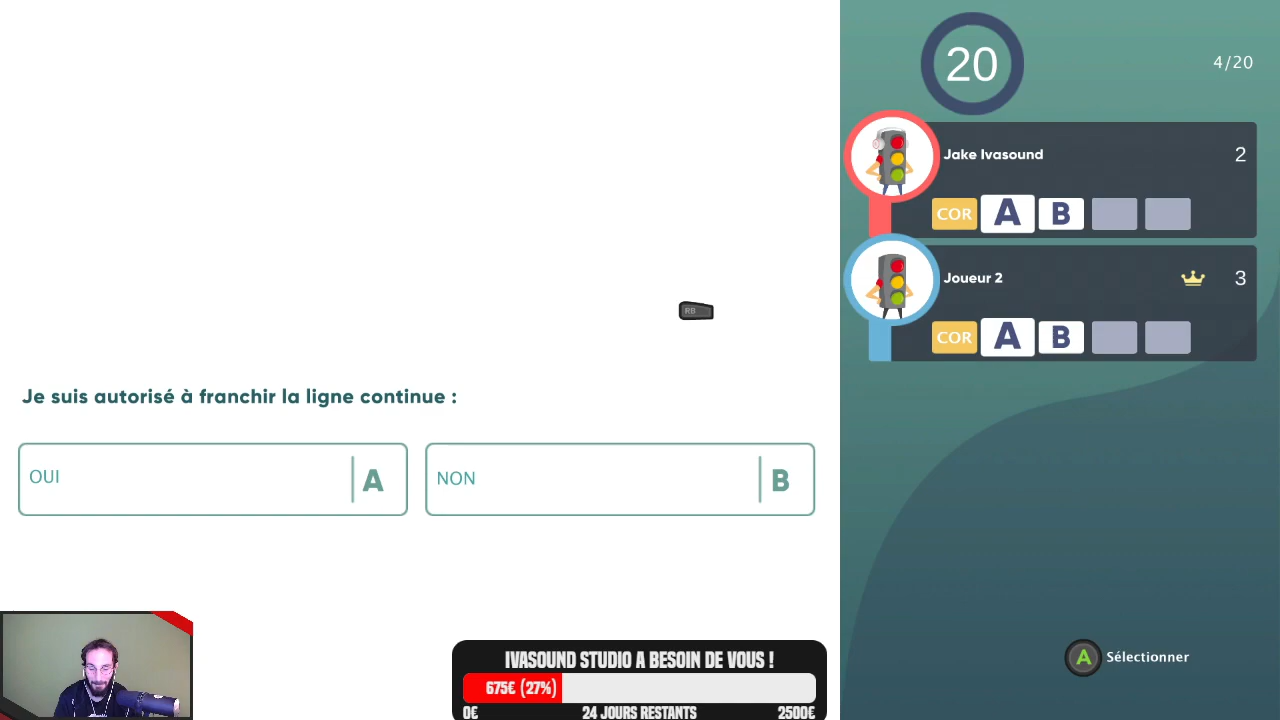 20
4/20
Jake Ivasound
2
COR A B
Joueur 2
3
COR A B
RB
Je suis autorisé à franchir la ligne continue :
OUI
A
NON
B
IVASOUND STUDIO A BESOIN DE VOUS !
675€ (27%)
0€ 24 JOURS RESTANTS 2500€
A Sélectionner